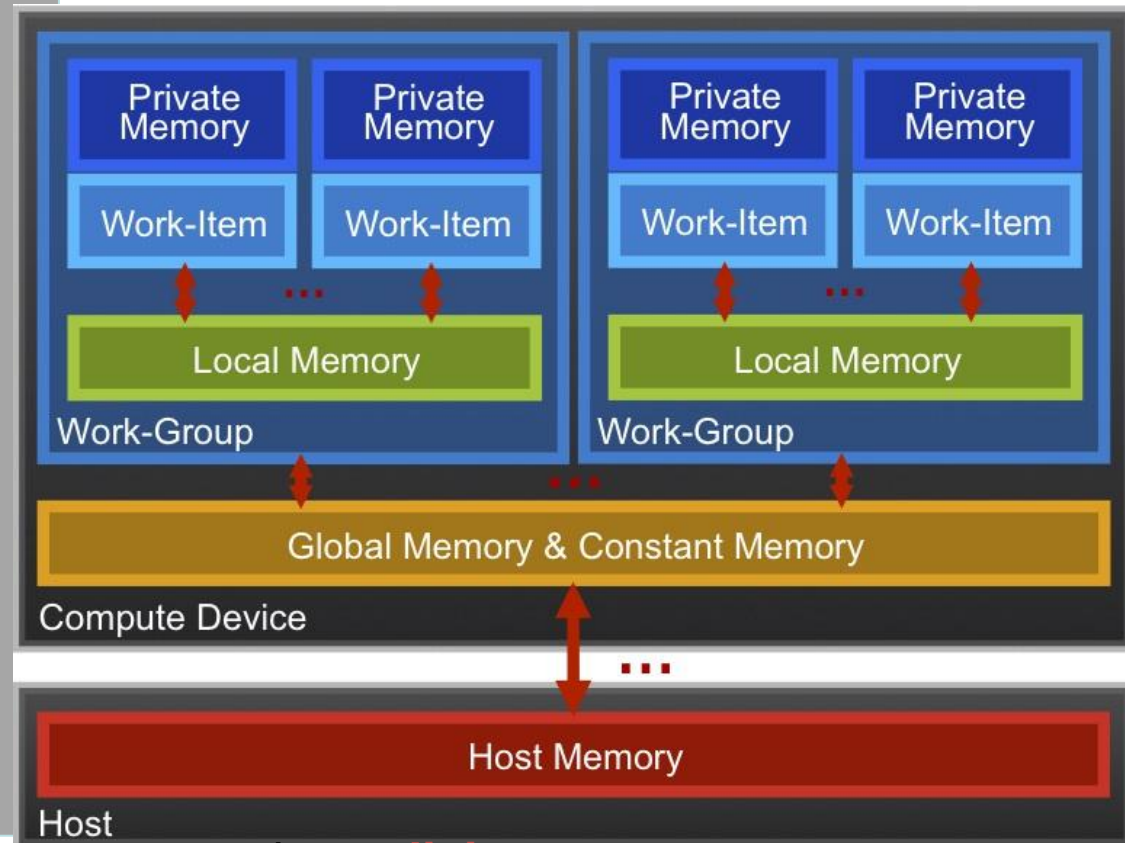 Private Memory
Private Memory
Private Memory
Private Memory
Work-Item
Work-Item
Work-Item
Work-Item
...
...
Local Memory
Local Memory
Work-Group
Work-Group
...
Global Memory & Constant Memory
Compute Device
...
Host Memory
Host